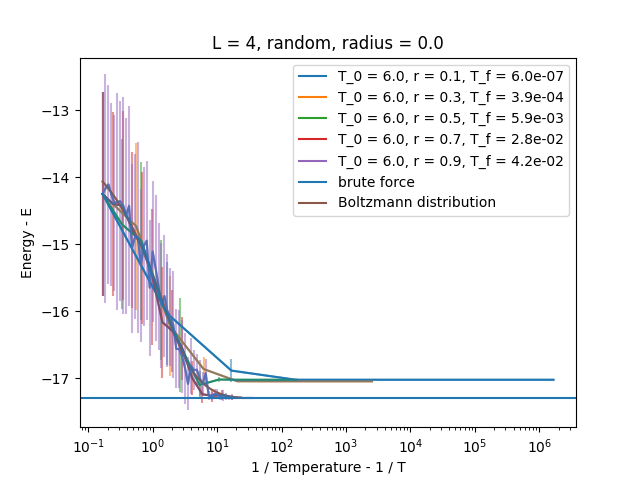 L = 4, random, radius = 0.0
T_0 = 6.0, r = 0.1, T_f = 6.0e-07
T_0 = 6.0, r = 0.3, T_f = 3.9e-04
T_0 = 6.0, r = 0.5, T_f = 5.9e-03
T_0 = 6.0, r = 0.7, T_f = 2.8e-02
T_0 = 6.0, r = 0.9, T_f = 4.2e-02
brute force
Boltzmann distribution
Energy - E
−13
−14
−15
−16
−17
10⁻¹ 10⁰ 10¹ 10² 10³ 10⁴ 10⁵ 10⁶
1 / Temperature - 1 / T